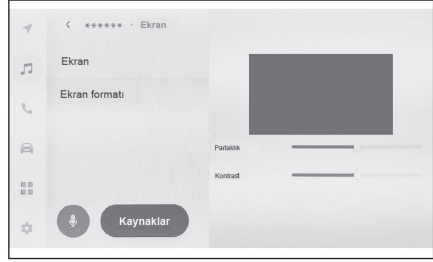 ****** · Ekran
Ekran
Ekran formatı
Parlaklık
Kontrast
Kaynaklar